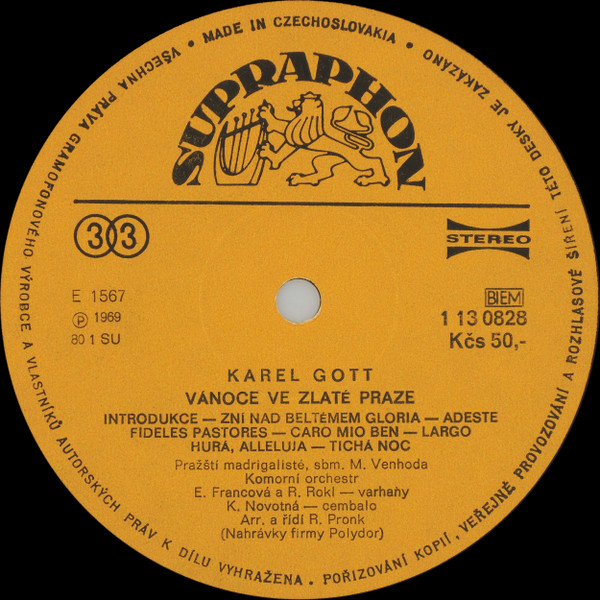 VŠECHNA PRÁVA GRAMOFONOVÉHO VÝROBCE A VLASTNÍKŮ AUTORSKÝCH PRÁV K DÍLU VYHRAŽENA • POŘIZOVÁNÍ KOPIÍ, VEŘEJNÉ PROVOZOVÁNÍ A ROZHLASOVÉ ŠÍŘENÍ TÉTO DESKY JE ZAKÁZÁNO • MADE IN CZECHOSLOVAKIA •
SUPRAPHON
33
STEREO
E 1567
BIEM
Ⓟ 1969
1 13 0828
80 1 SU
Kčs 50,-
KAREL GOTT
VÁNOCE VE ZLATÉ PRAZE
INTRODUKCE — ZNÍ NAD BELTÉMEM GLORIA — ADESTE
FIDELES PASTORES — CARO MIO BEN — LARGO
HURÁ, ALLELUJA — TICHÁ NOC
Pražští madrigalisté, sbm. M. Venhoda
Komorní orchestr
E. Francová a R. Rokl — varhany
K. Novotná — cembalo
Arr. a řídí R. Pronk
(Nahrávky firmy Polydor)